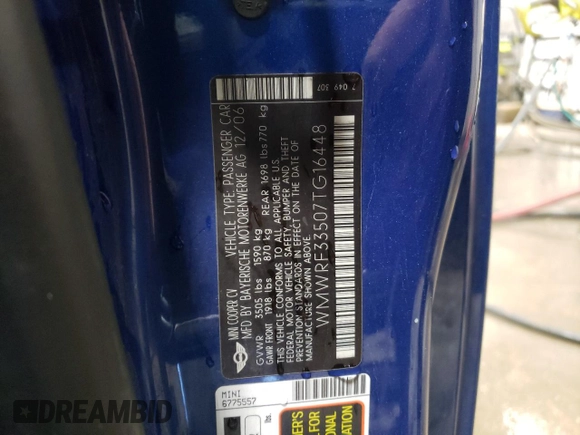 MINI COOPER CV
VEHICLE TYPE: PASSENGER CAR
MFD BY BAYERISCHE MOTORENWERKE AG 12/06
GVWR 3505 lbs 1590 kg
GAWR FRONT 1918 lbs 870 kg REAR 1698 lbs 770 kg
THIS VEHICLE CONFORMS TO ALL APPLICABLE U.S.
FEDERAL MOTOR VEHICLE SAFETY, BUMPER AND THEFT
PREVENTION STANDARDS IN EFFECT ON THE DATE OF
MANUFACTURE SHOWN ABOVE.
WMWRF33507TG16448
7 049 307
MINI
6775557
lbs.
DREAMBID